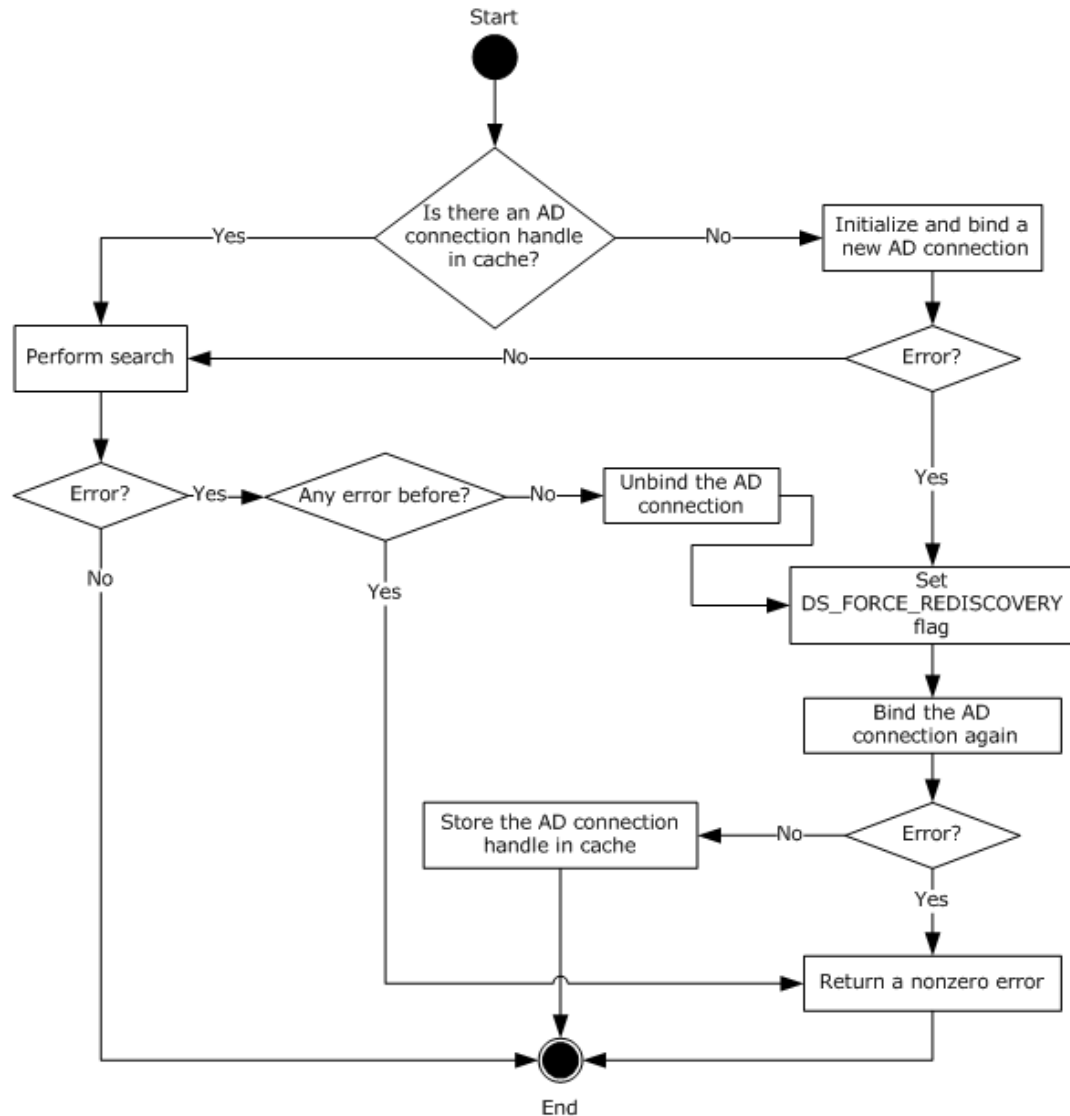 Start
Is there an AD
connection handle
in cache?
Yes
No
Initialize and bind a
new AD connection
Perform search
No
Error?
Error?
Yes
Any error before?
No
Unbind the AD
connection
Yes
No
Yes
Set
DS_FORCE_REDISCOVERY
flag
Bind the AD
connection again
Store the AD connection
handle in cache
No
Error?
Yes
Return a nonzero error
End